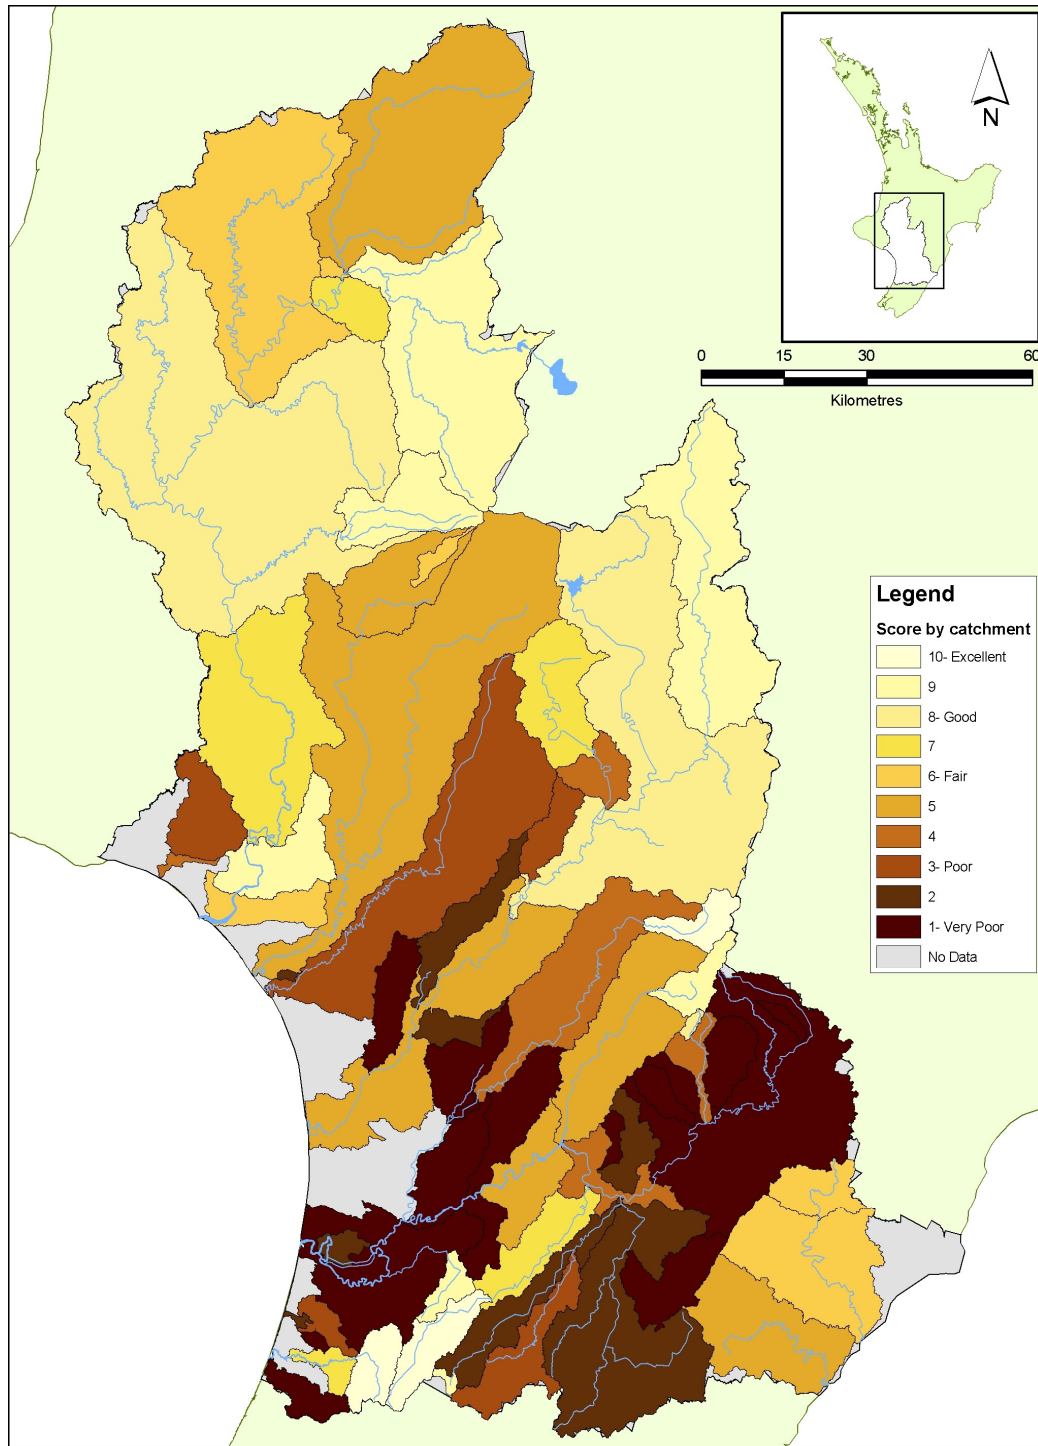 N
0 15 30 60
Kilometres
Legend
Score by catchment
10- Excellent
9
8- Good
7
6- Fair
5
4
3- Poor
2
1- Very Poor
No Data